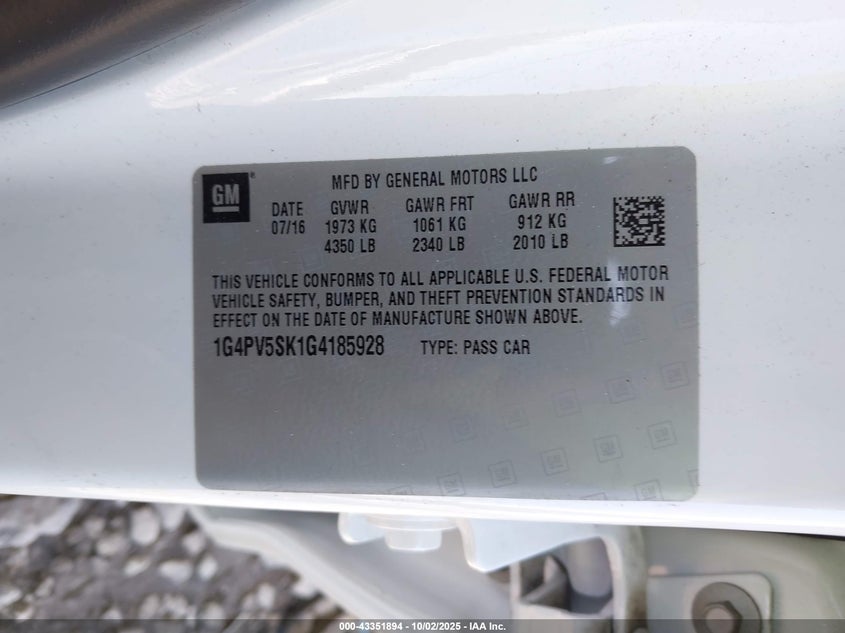 GM® MFD BY GENERAL MOTORS LLC
DATE GVWR GAWR FRT GAWR RR
07/16 1973 KG 1061 KG 912 KG
4350 LB 2340 LB 2010 LB
THIS VEHICLE CONFORMS TO ALL APPLICABLE U.S. FEDERAL MOTOR
VEHICLE SAFETY, BUMPER, AND THEFT PREVENTION STANDARDS IN
EFFECT ON THE DATE OF MANUFACTURE SHOWN ABOVE.
1G4PV5SK1G4185928 TYPE: PASS CAR
000-43351894 - 10/02/2025 - IAA Inc.